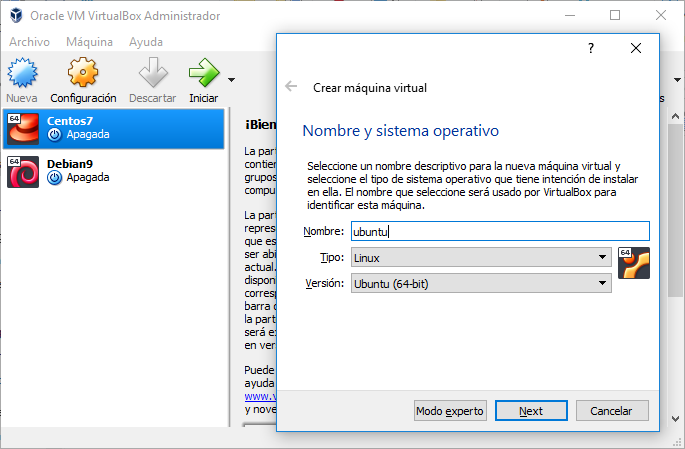 Oracle VM VirtualBox Administrador
Archivo Máquina Ayuda
Nueva Configuración Descartar Iniciar
64
Centos7
Apagada
64
Debian9
Apagada
¡Bien
La part
contien
grupos
compu
La part
repres
que es
ser abi
actual.
dispon
corresp
barra d
la part
será ex
en ver
Puede
ayuda
www.v
y nove
?
Crear máquina virtual
Nombre y sistema operativo
Seleccione un nombre descriptivo para la nueva máquina virtual y
seleccione el tipo de sistema operativo que tiene intención de instalar
en ella. El nombre que seleccione será usado por VirtualBox para
identificar esta máquina.
Nombre: ubuntu
Tipo: Linux
64
Versión: Ubuntu (64-bit)
Modo experto Next Cancelar